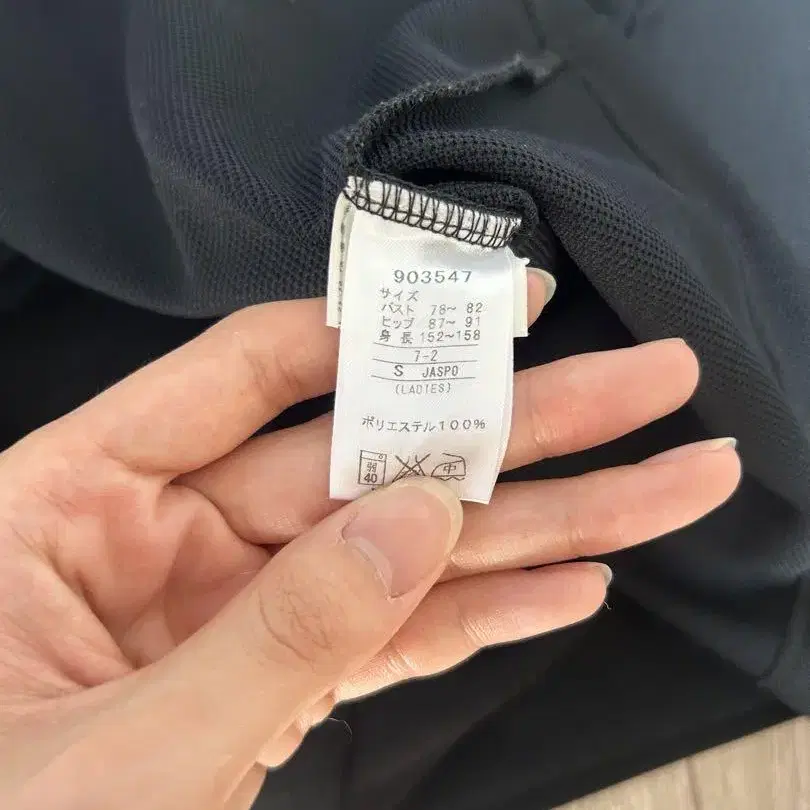 903547
サイズ
バスト 78～ 82
ヒップ 87～ 91
身 長 152～158
7-2
S JASPO
(LADIES)
ポリエステル100%
弱
40
中